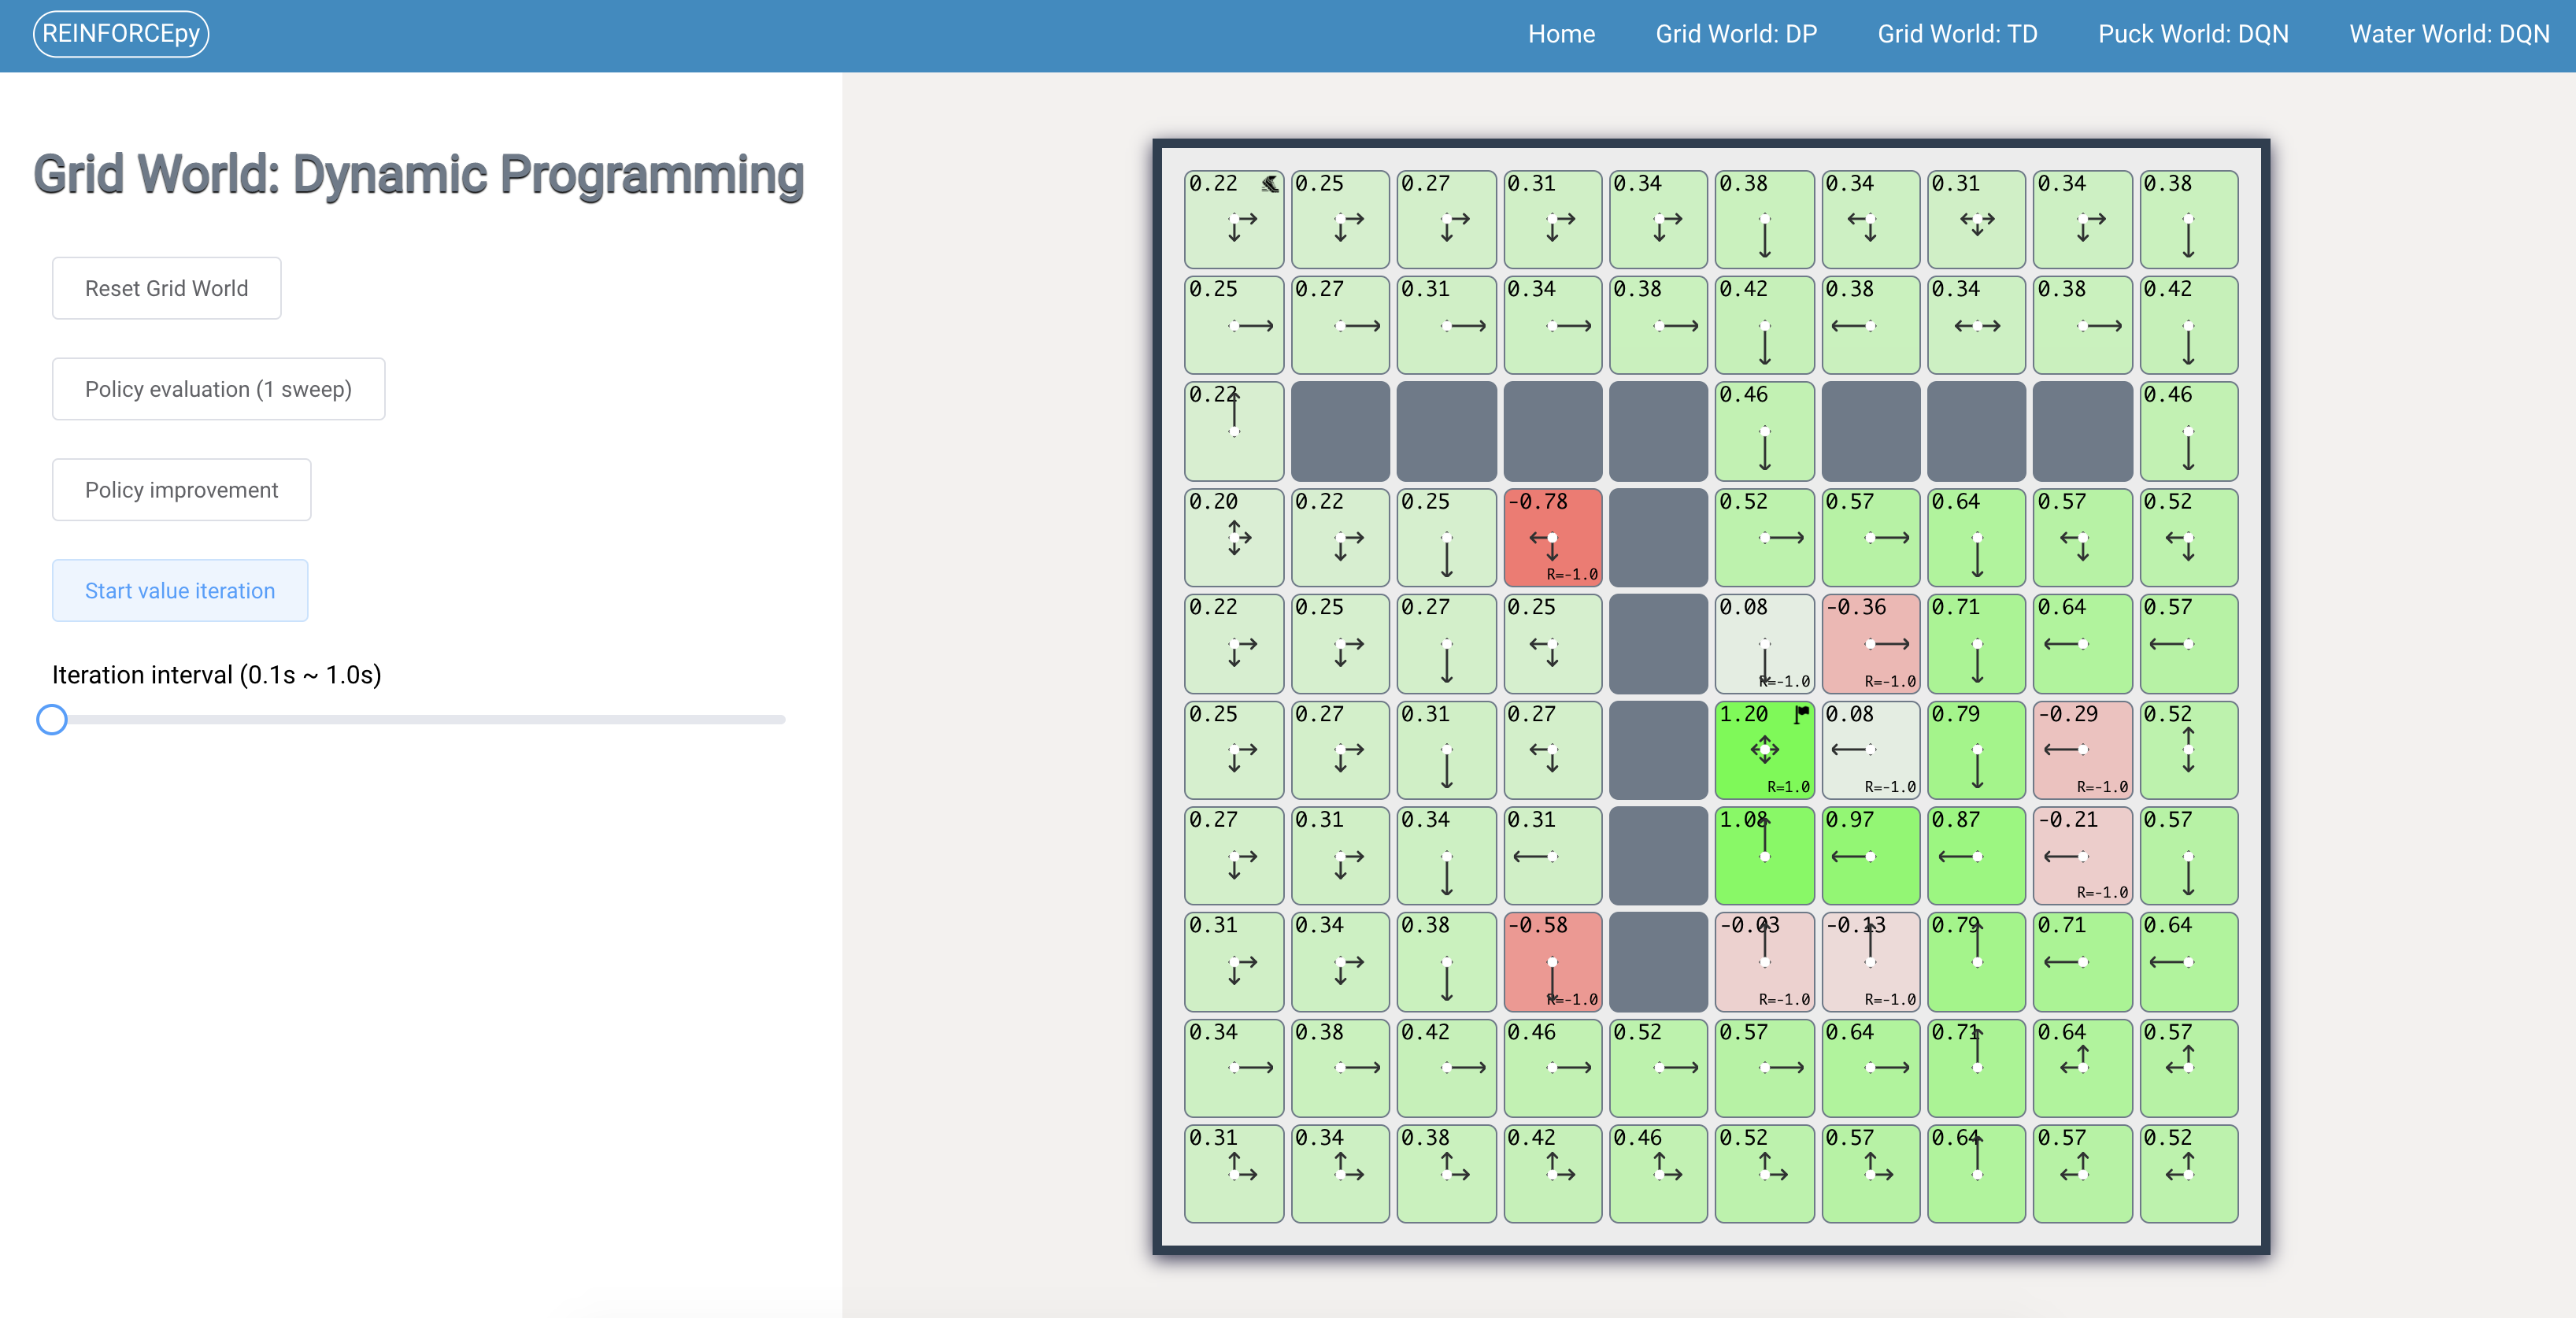 REINFORCEpy Home Grid World: DP Grid World: TD Puck World: DQN Water World: DQN
Grid World: Dynamic Programming
Reset Grid World
Policy evaluation (1 sweep)
Policy improvement
Start value iteration
Iteration interval (0.1s ~ 1.0s)
0.22 0.25 0.27 0.31 0.34 0.38 0.34 0.31 0.34 0.38
0.25 0.27 0.31 0.34 0.38 0.42 0.38 0.34 0.38 0.42
0.22 0.46 0.46
0.20 0.22 0.25 -0.78 0.52 0.57 0.64 0.57 0.52
R=-1.0
0.22 0.25 0.27 0.25 0.08 -0.36 0.71 0.64 0.57
R=-1.0 R=-1.0
0.25 0.27 0.31 0.27 1.20 0.08 0.79 -0.29 0.52
R=1.0 R=-1.0 R=-1.0
0.27 0.31 0.34 0.31 1.08 0.97 0.87 -0.21 0.57
R=-1.0
0.31 0.34 0.38 -0.58 -0.03 -0.13 0.79 0.71 0.64
R=-1.0 R=-1.0 R=-1.0
0.34 0.38 0.42 0.46 0.52 0.57 0.64 0.71 0.64 0.57
0.31 0.34 0.38 0.42 0.46 0.52 0.57 0.64 0.57 0.52